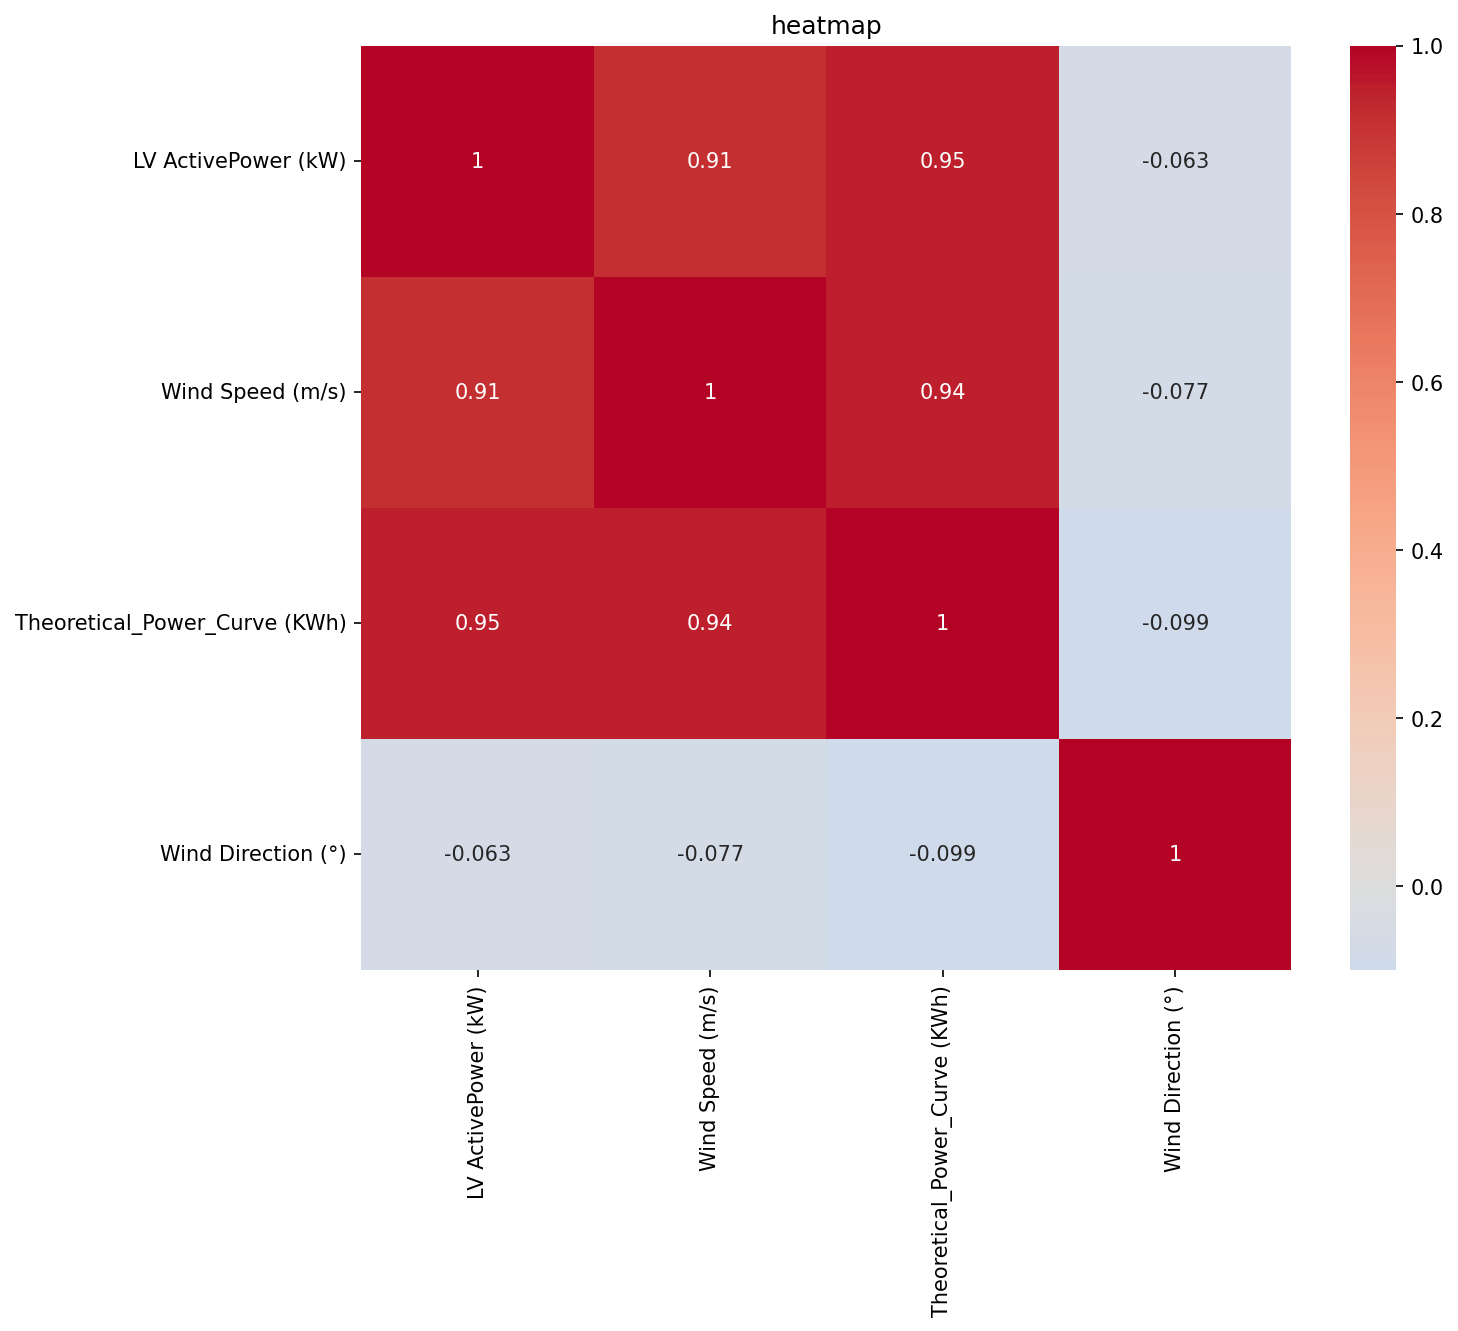 heatmap
LV ActivePower (kW)
1
0.91
0.95
-0.063
Wind Speed (m/s)
0.91
1
0.94
-0.077
Theoretical_Power_Curve (KWh)
0.95
0.94
1
-0.099
Wind Direction (°)
-0.063
-0.077
-0.099
1
LV ActivePower (kW)
Wind Speed (m/s)
Theoretical_Power_Curve (KWh)
Wind Direction (°)
1.0
0.8
0.6
0.4
0.2
0.0